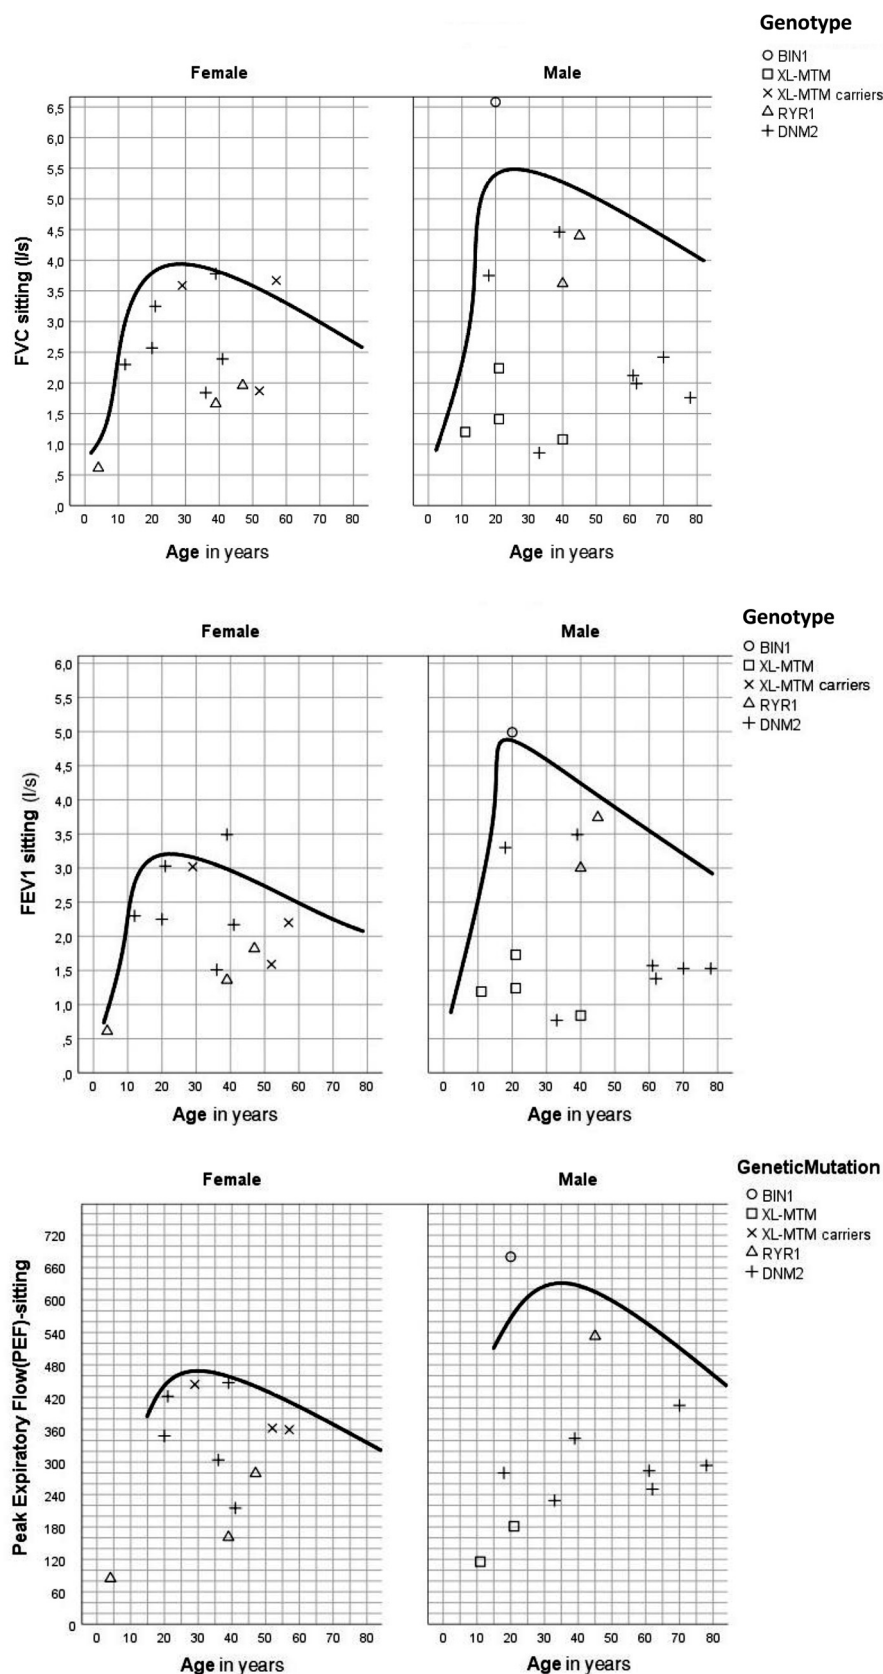 Genotype
BIN1
XL-MTM
XL-MTM carriers
RYR1
DNM2
Female Male
FVC sitting (l/s)
6,5
6,0
5,5
5,0
4,5
4,0
3,5
3,0
2,5
2,0
1,5
1,0
,5
,0
0 10 20 30 40 50 60 70 80 0 10 20 30 40 50 60 70 80
Age in years Age in years
Genotype
BIN1
XL-MTM
XL-MTM carriers
RYR1
DNM2
Female Male
FEV1 sitting (l/s)
6,0
5,5
5,0
4,5
4,0
3,5
3,0
2,5
2,0
1,5
1,0
,5
,0
0 10 20 30 40 50 60 70 80 0 10 20 30 40 50 60 70 80
Age in years Age in years
GeneticMutation
BIN1
XL-MTM
XL-MTM carriers
RYR1
DNM2
Female Male
Peak Expiratory Flow(PEF)-sitting
720
660
600
540
480
420
360
300
240
180
120
60
0
0 10 20 30 40 50 60 70 80 0 10 20 30 40 50 60 70 80
Age in years Age in years